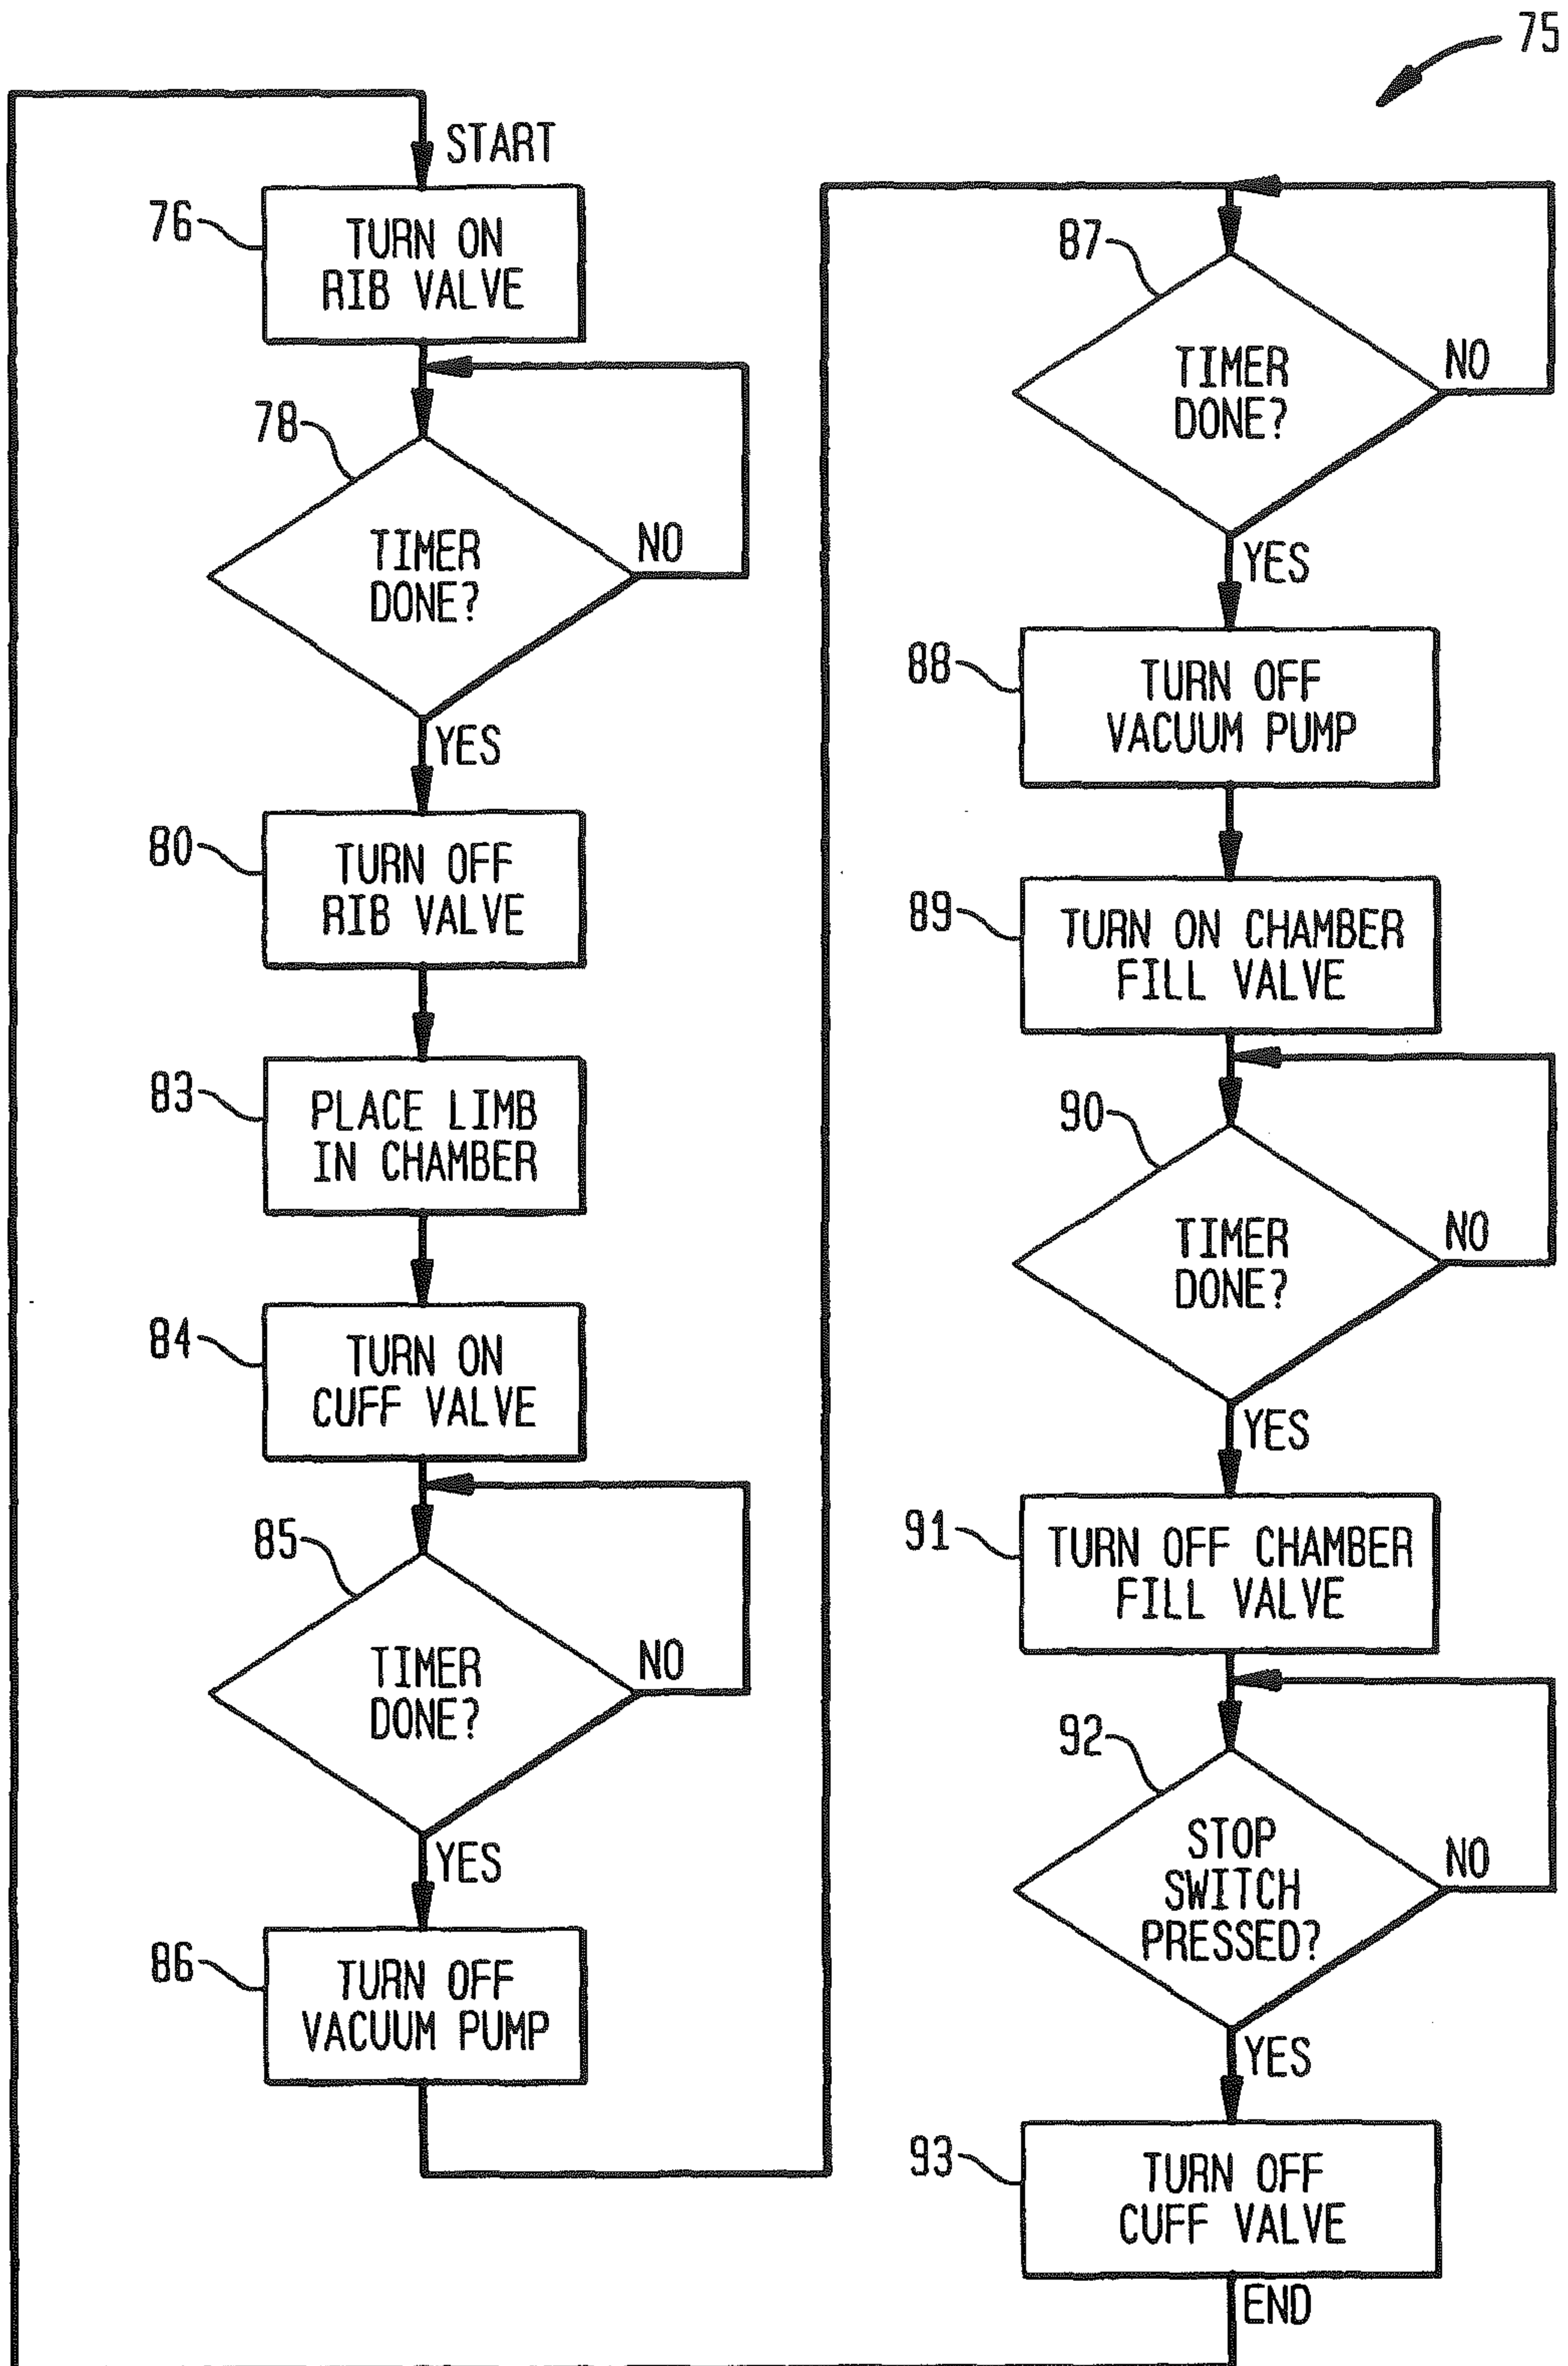 75
START
76
TURN ON
RIB VALVE
78
TIMER
DONE?
NO
YES
80
TURN OFF
RIB VALVE
83
PLACE LIMB
IN CHAMBER
84
TURN ON
CUFF VALVE
85
TIMER
DONE?
NO
YES
86
TURN OFF
VACUUM PUMP
87
TIMER
DONE?
NO
YES
88
TURN OFF
VACUUM PUMP
89
TURN ON CHAMBER
FILL VALVE
90
TIMER
DONE?
NO
YES
91
TURN OFF CHAMBER
FILL VALVE
92
STOP
SWITCH
PRESSED?
NO
YES
93
TURN OFF
CUFF VALVE
END